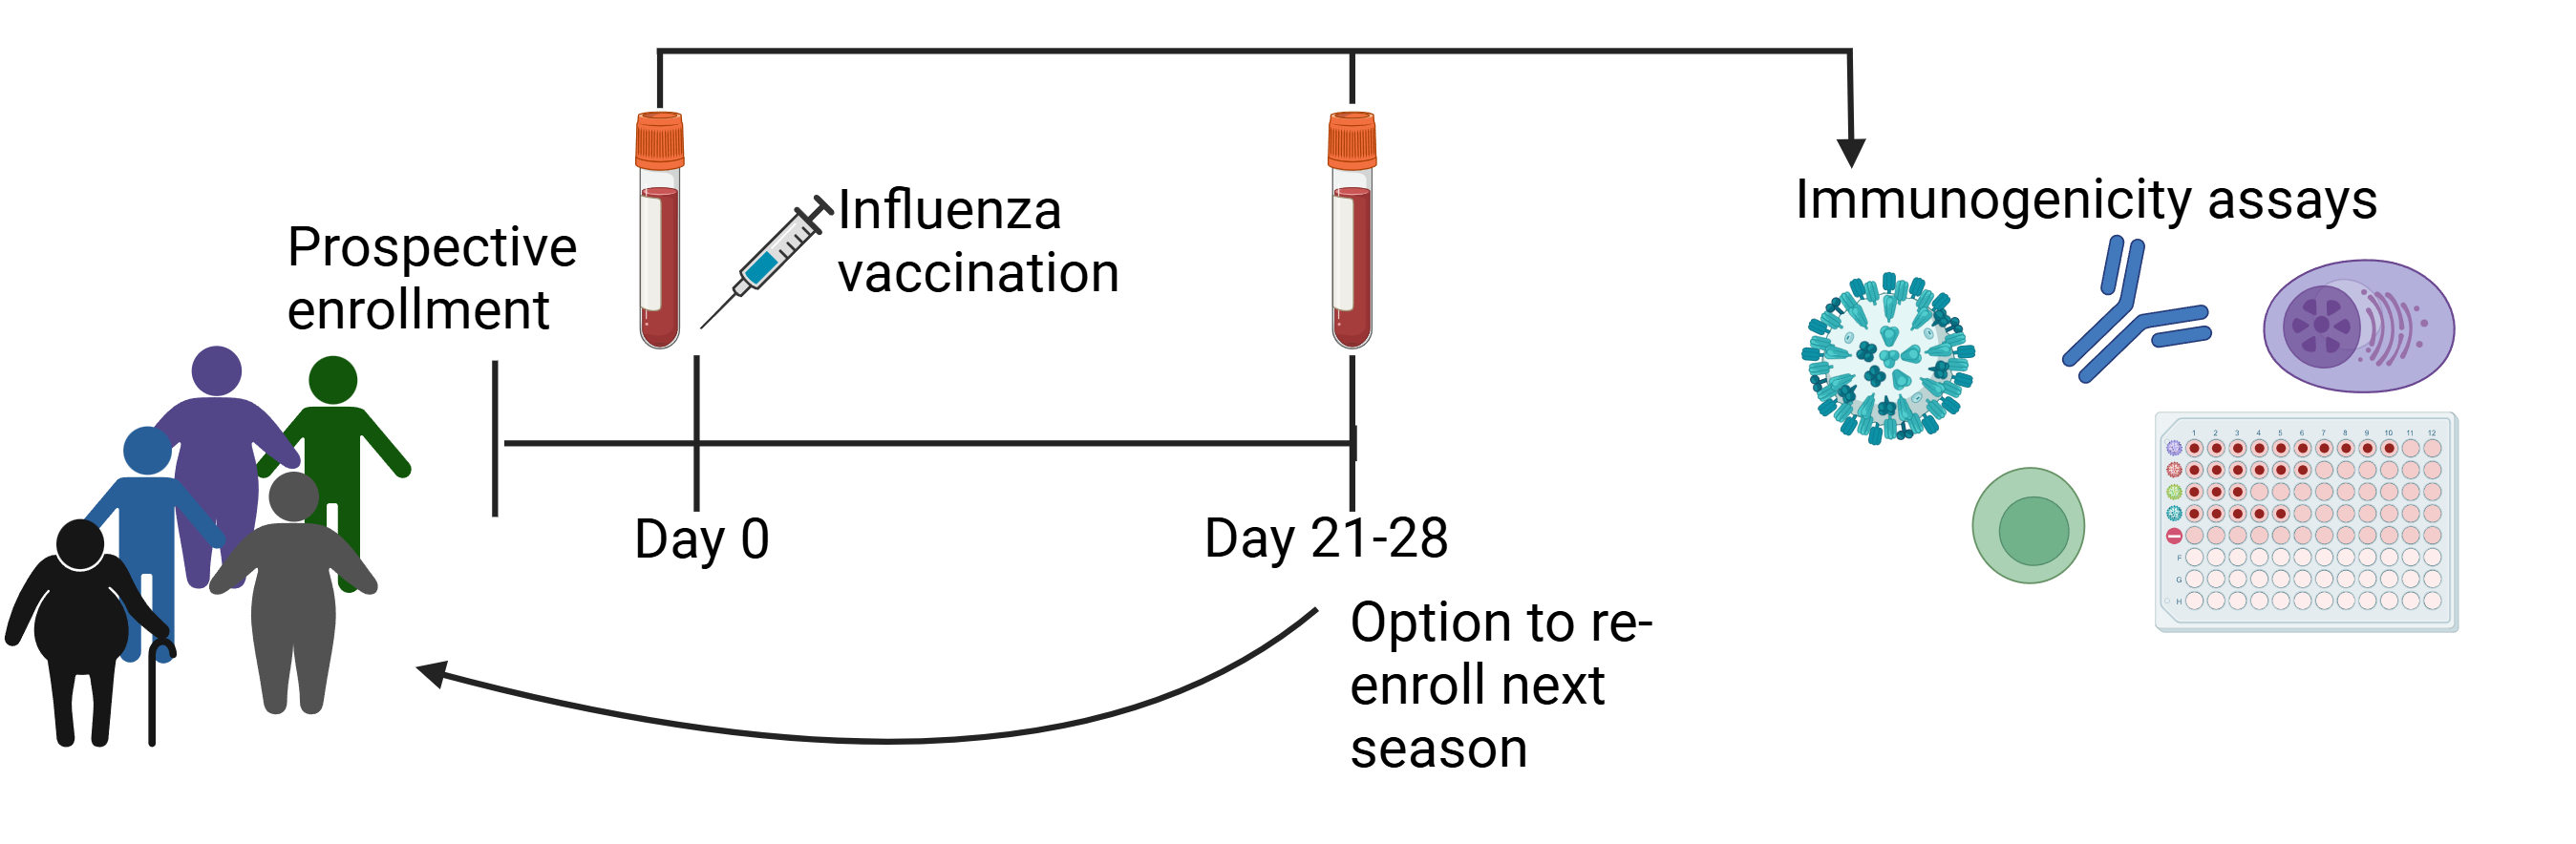 Prospective
enrollment
Influenza
vaccination
Day 0
Day 21-28
Option to re-
enroll next
season
Immunogenicity assays
1 2 3 4 5 6 7 8 9 10 11 12
F
G
H